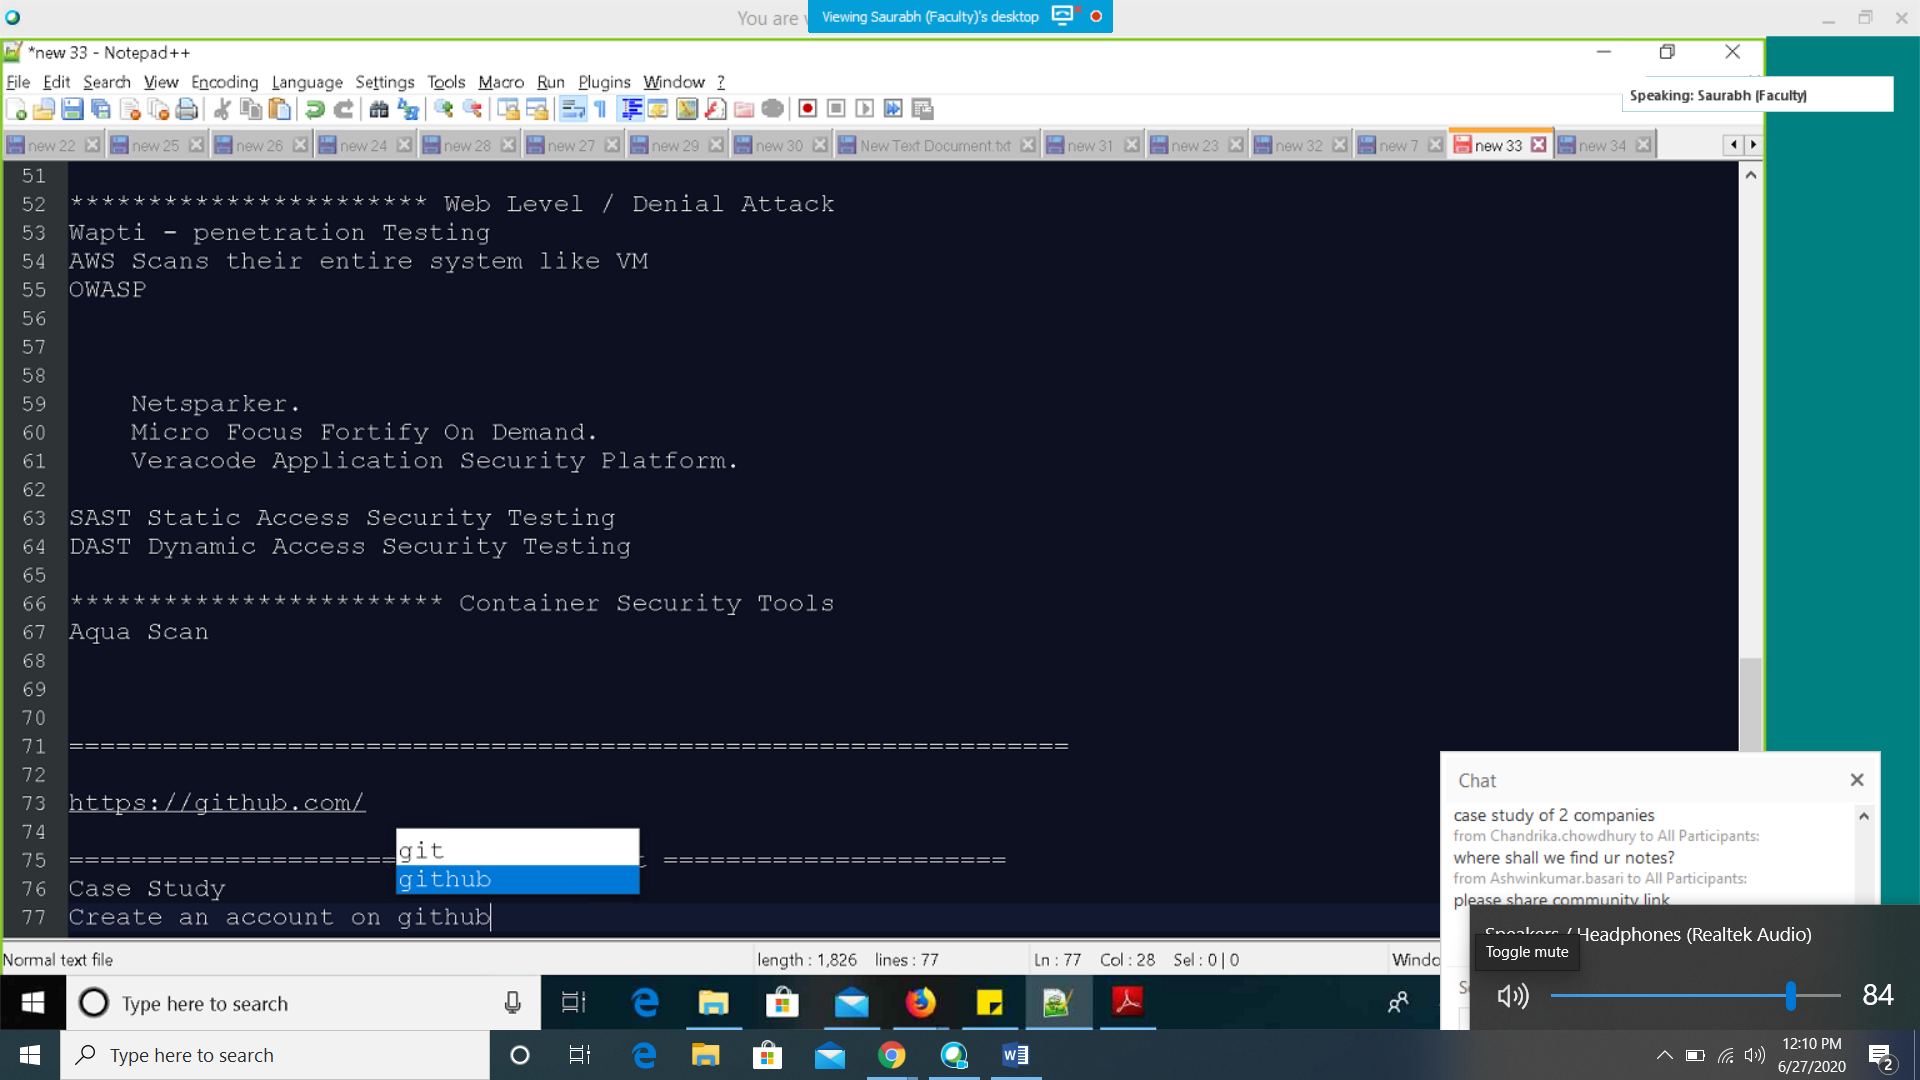 You are
Viewing Saurabh (Faculty)'s desktop
*new 33 - Notepad++
File Edit Search View Encoding Language Settings Tools Macro Run Plugins Window ?
Speaking: Saurabh (Faculty)
new 22 new 25 new 26 new 24 new 28 new 27 new 29 new 30 New Text Document.txt new 31 new 23 new 32 new 7 new 33 new 34
51
52 *********************** Web Level / Denial Attack
53 Wapti - penetration Testing
54 AWS Scans their entire system like VM
55 OWASP
56
57
58
59 Netsparker.
60 Micro Focus Fortify On Demand.
61 Veracode Application Security Platform.
62
63 SAST Static Access Security Testing
64 DAST Dynamic Access Security Testing
65
66 ************************ Container Security Tools
67 Aqua Scan
68
69
70
71 ================================================================
72
73 https://github.com/
74
75 ===================== ======================
git
github
76 Case Study
77 Create an account on github
Chat
case study of 2 companies
from Chandrika.chowdhury to All Participants:
where shall we find ur notes?
from Ashwinkumar.basari to All Participants:
please share community link
Speakers / Headphones (Realtek Audio)
Toggle mute
84
Normal text file length : 1,826 lines : 77 Ln : 77 Col : 28 Sel : 0 | 0 Windo
Type here to search
Type here to search
12:10 PM
6/27/2020
2